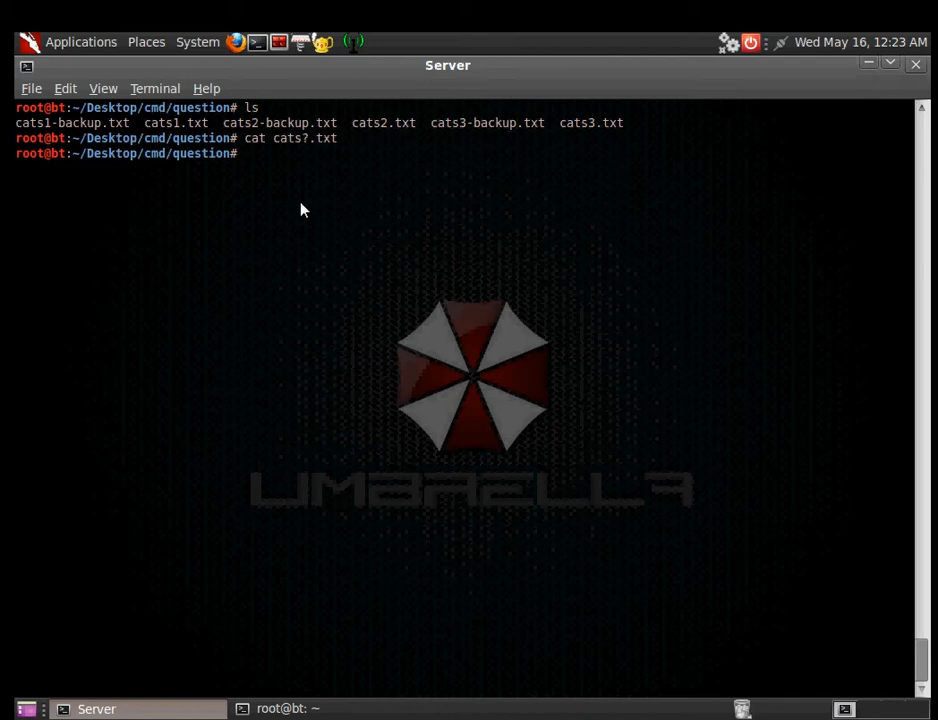 Applications Places System Wed May 16, 12:23 AM
Server
File Edit View Terminal Help
root@bt:~/Desktop/cmd/question# ls
cats1-backup.txt cats1.txt cats2-backup.txt cats2.txt cats3-backup.txt cats3.txt
root@bt:~/Desktop/cmd/question# cat cats?.txt
root@bt:~/Desktop/cmd/question#
UMBRELLA
Server root@bt: ~